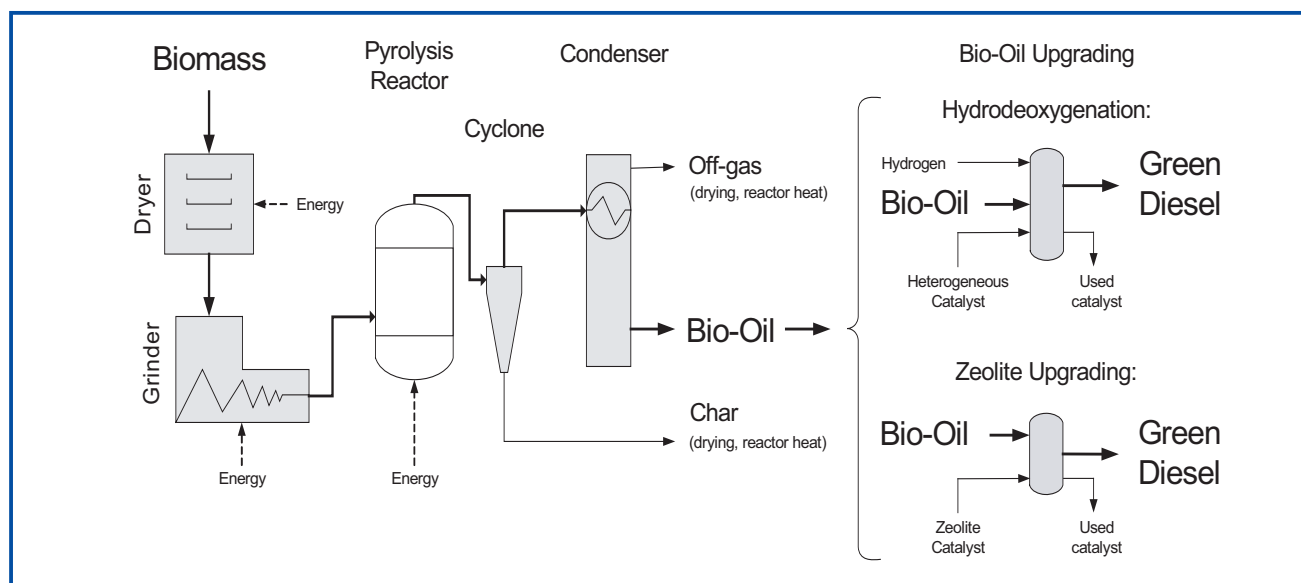 Biomass
Pyrolysis
Reactor
Condenser
Bio-Oil Upgrading
Cyclone
Hydrodeoxygenation:
Dryer
Energy
Off-gas
(drying, reactor heat)
Hydrogen
Bio-Oil
Green
Diesel
Heterogeneous
Catalyst
Used
catalyst
Grinder
Energy
Energy
Bio-Oil
Char
(drying, reactor heat)
Zeolite Upgrading:
Bio-Oil
Green
Diesel
Zeolite
Catalyst
Used
catalyst